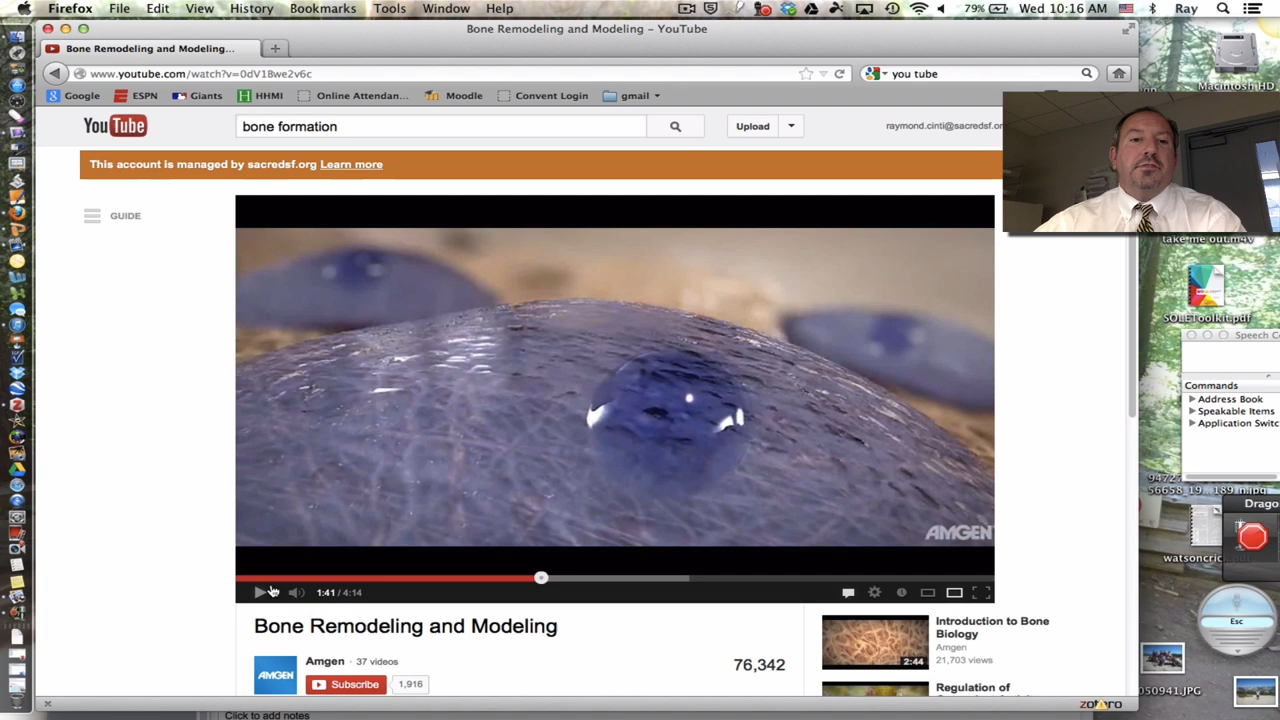 Firefox File Edit View History Bookmarks Tools Window Help 79% Wed 10:16 AM Ray
Bone Remodeling and Modeling – YouTube
Bone Remodeling and Modeling...
www.youtube.com/watch?v=0dV1Bwe2v6c
you tube
Google ESPN Giants HHMI Online Attendan... Moodle Convent Login gmail
Macintosh HD
YouTube
bone formation
Upload
raymond.cinti@sacredsf.or
This account is managed by sacredsf.org Learn more
GUIDE
take me out.m4v
SOLEToolkit.pdf
Speech Co
Commands
Address Book
Speakable Items
Application Switc
AMGEN
Drago
1:41 / 4:14
Esc
Bone Remodeling and Modeling
Amgen · 37 videos
AMGEN
Subscribe 1,916
76,342
Introduction to Bone
Biology
Amgen
21,703 views
2:44
Regulation of
050941.JPG
zotero
Click to add notes